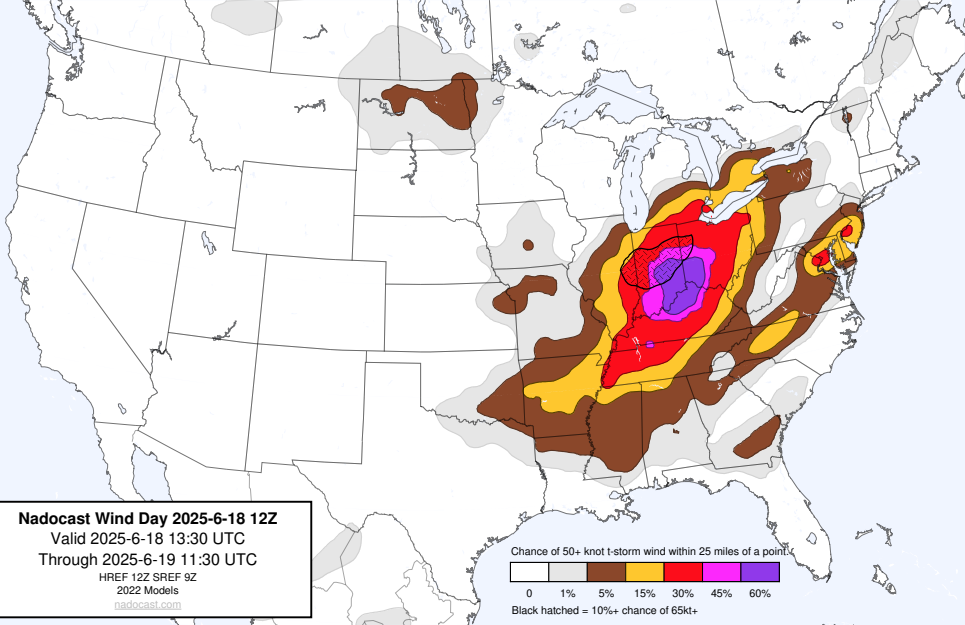 Nadocast Wind Day 2025-6-18 12Z
Valid 2025-6-18 13:30 UTC
Through 2025-6-19 11:30 UTC
HREF 12Z SREF 9Z
2022 Models
nadocast.com
Chance of 50+ knot t-storm wind within 25 miles of a point.
0 1% 5% 15% 30% 45% 60%
Black hatched = 10%+ chance of 65kt+